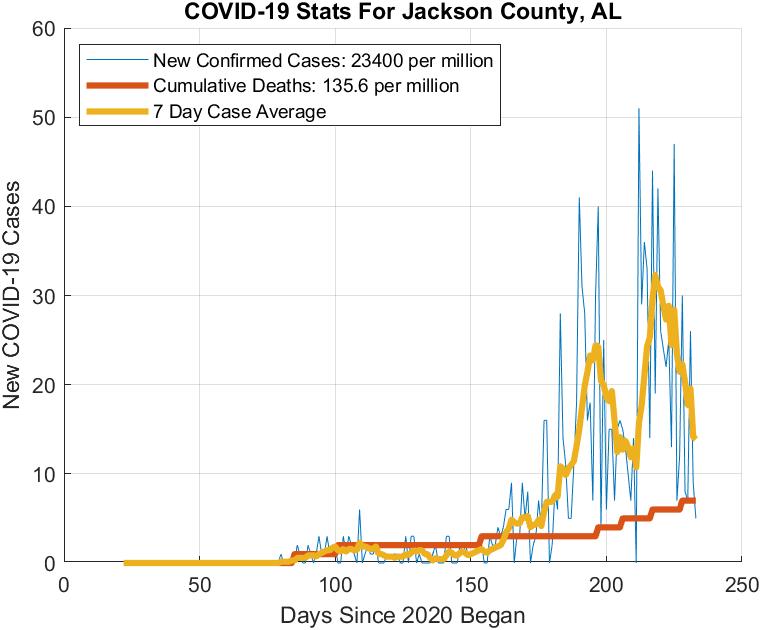 COVID-19 Stats For Jackson County, AL
New Confirmed Cases: 23400 per million
Cumulative Deaths: 135.6 per million
7 Day Case Average
New COVID-19 Cases
60
50
40
30
20
10
0
0 50 100 150 200 250
Days Since 2020 Began